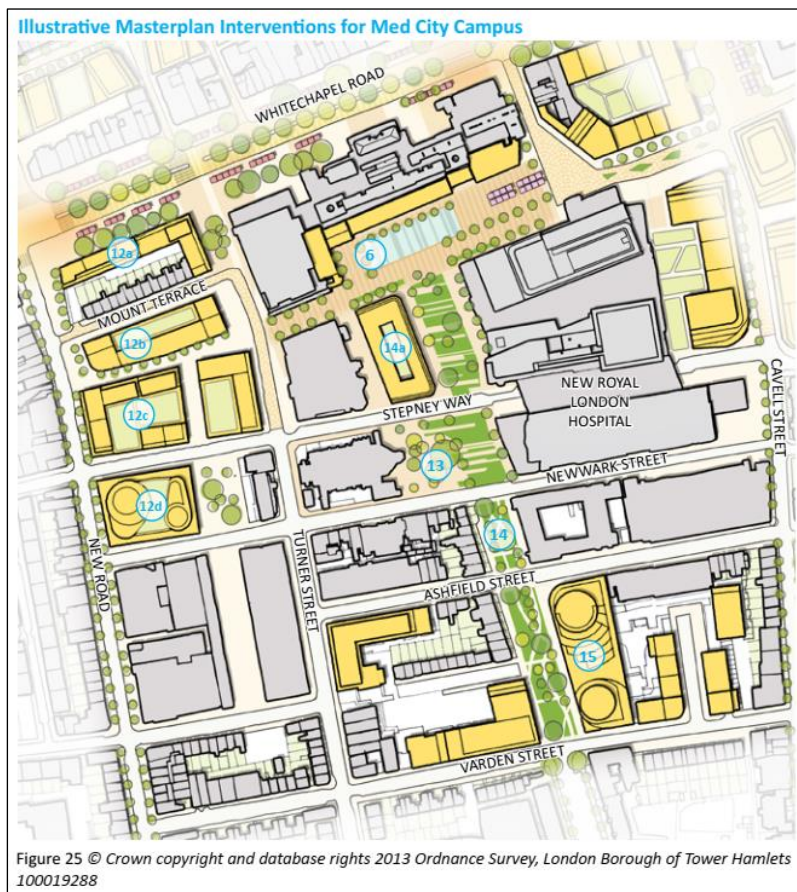 Illustrative Masterplan Interventions for Med City Campus
WHITECHAPEL ROAD
12a
6
MOUNT TERRACE
12b
14a
12c
STEPNEY WAY
NEW ROYAL
LONDON
HOSPITAL
CAVELL STREET
13
NEWWARK STREET
12d
NEW ROAD
TURNER STREET
14
ASHFIELD STREET
15
VARDEN STREET
Figure 25 © Crown copyright and database rights 2013 Ordnance Survey, London Borough of Tower Hamlets
100019288